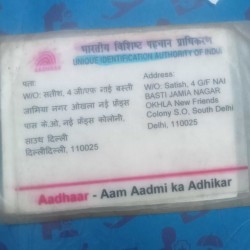 भारतीय विशिष्ट पहचान प्राधिकरण
UNIQUE IDENTIFICATION AUTHORITY OF INDIA
पता:
W/O: सतीश, 4 जी/एफ नाई बस्ती
जामिया नगर ओखला नई फ्रेंड्स
पास के.ओ, नई फ्रेंड्स कोलोनी,
साउथ दिल्ली
दिल्लीदिल्ली, 110025
Address:
W/O: Satish, 4 G/F NAI
BASTI JAMIA NAGAR
OKHLA New Friends
Colony S.O, South Delhi
Delhi, 110025
Aadhaar - Aam Aadmi ka Adhikar